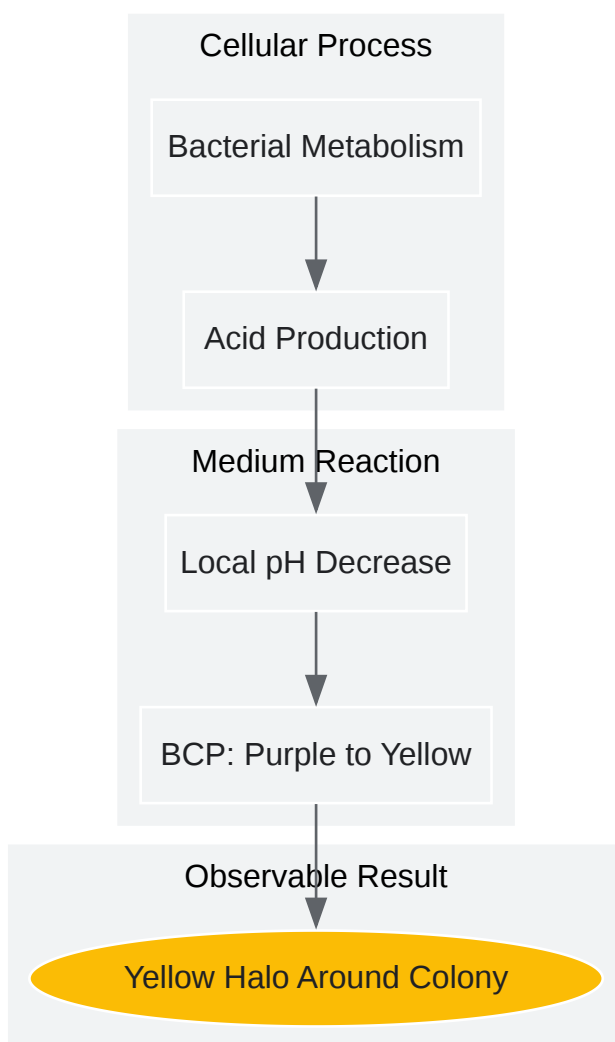 Cellular Process
Bacterial Metabolism
Acid Production
Medium Reaction
Local pH Decrease
BCP: Purple to Yellow
Observable Result
Yellow Halo Around Colony